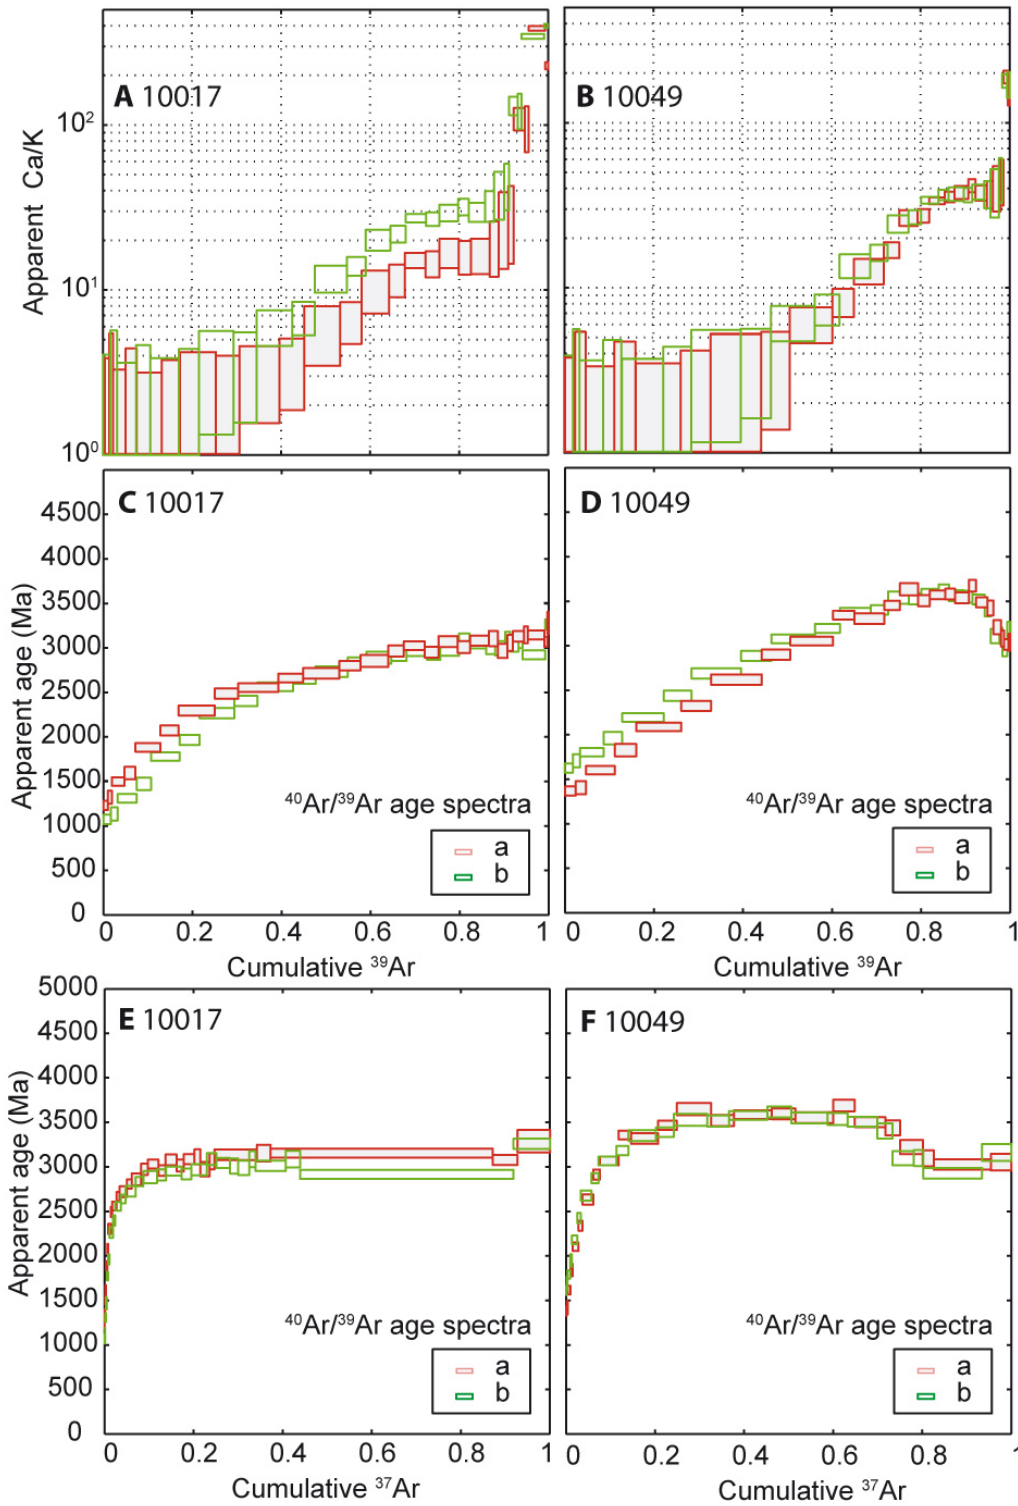 A 10017
B 10049
Apparent Ca/K
10²
10¹
10⁰
C 10017
D 10049
Apparent age (Ma)
4500
4000
3500
3000
2500
2000
1500
1000
500
0
⁴⁰Ar/³⁹Ar age spectra
a
b
⁴⁰Ar/³⁹Ar age spectra
a
b
0 0.2 0.4 0.6 0.8 1
0 0.2 0.4 0.6 0.8 1
Cumulative ³⁹Ar
Cumulative ³⁹Ar
E 10017
F 10049
Apparent age (Ma)
5000
4500
4000
3500
3000
2500
2000
1500
1000
500
0
⁴⁰Ar/³⁹Ar age spectra
a
b
⁴⁰Ar/³⁹Ar age spectra
a
b
0 0.2 0.4 0.6 0.8 1
0 0.2 0.4 0.6 0.8 1
Cumulative ³⁷Ar
Cumulative ³⁷Ar